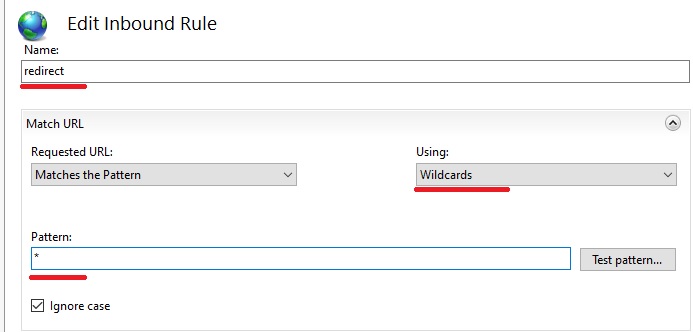 Edit Inbound Rule
Name:
redirect
Match URL
Requested URL: Using:
Matches the Pattern Wildcards
Pattern:
* Test pattern...
Ignore case